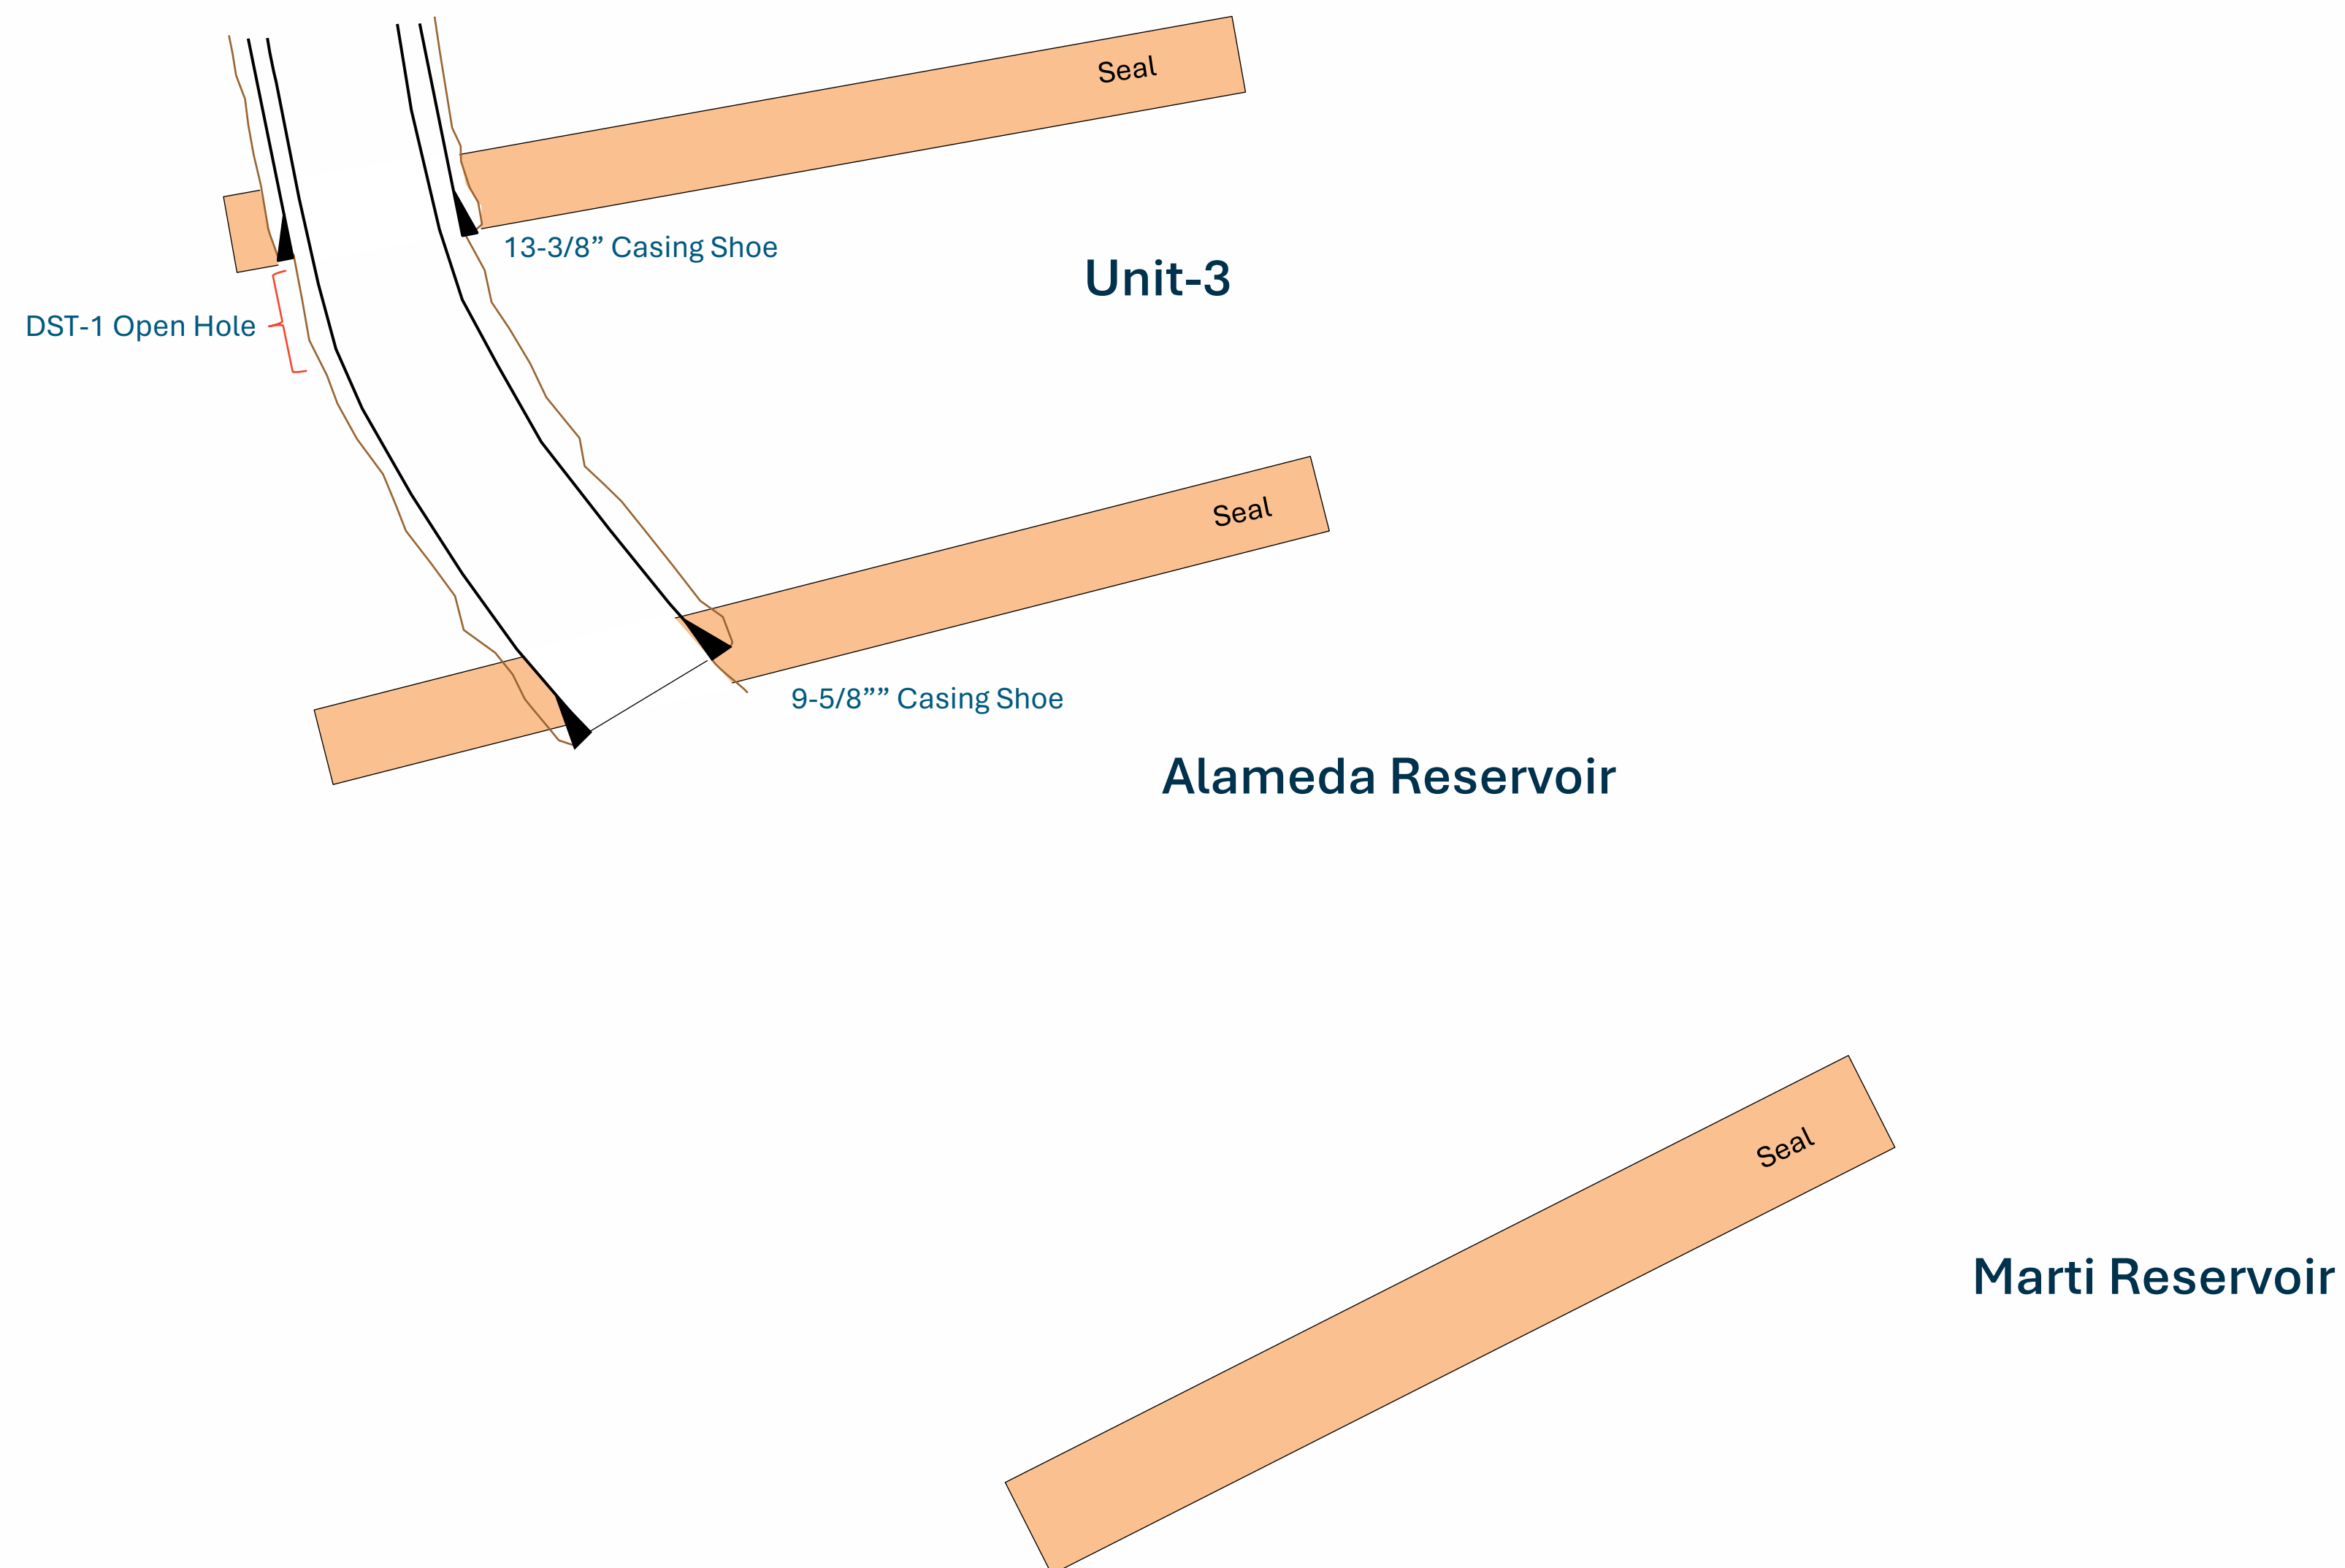 Seal
13-3/8” Casing Shoe
Unit-3
DST-1 Open Hole
Seal
9-5/8”” Casing Shoe
Alameda Reservoir
Seal
Marti Reservoir